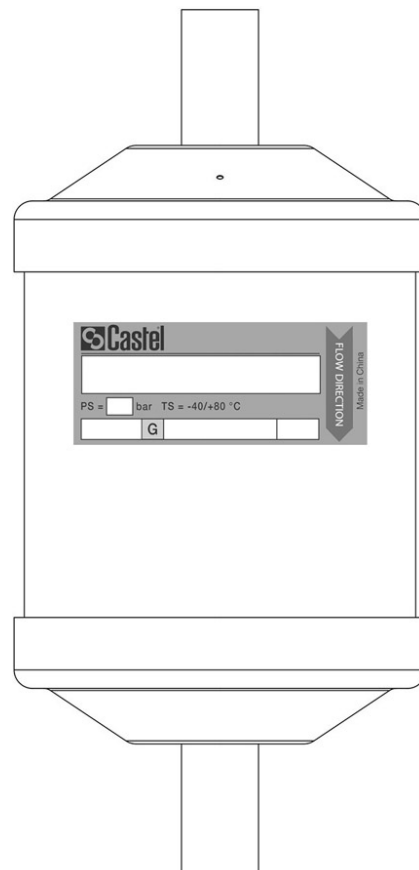 Castel
PS = bar TS = -40/+80 °C
G
FLOW DIRECTION
Made in China